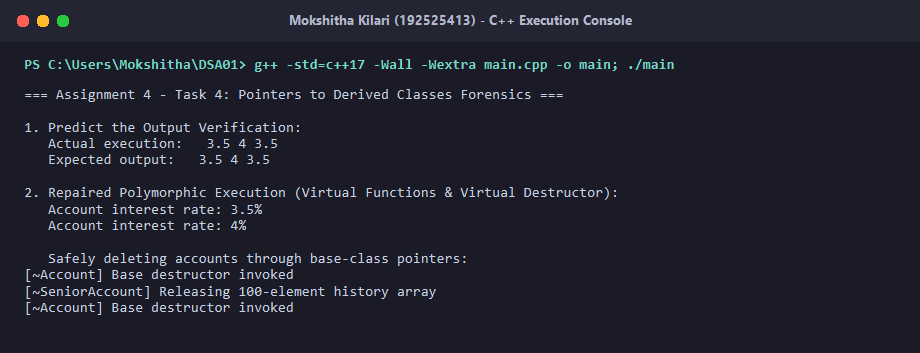 Mokshitha Kilari (192525413) - C++ Execution Console
PS C:\Users\Mokshitha\DSA01> g++ -std=c++17 -Wall -Wextra main.cpp -o main; ./main
=== Assignment 4 - Task 4: Pointers to Derived Classes Forensics ===
1. Predict the Output Verification:
Actual execution:   3.5 4 3.5
Expected output:   3.5 4 3.5
2. Repaired Polymorphic Execution (Virtual Functions & Virtual Destructor):
Account interest rate: 3.5%
Account interest rate: 4%
Safely deleting accounts through base-class pointers:
[~Account] Base destructor invoked
[~SeniorAccount] Releasing 100-element history array
[~Account] Base destructor invoked